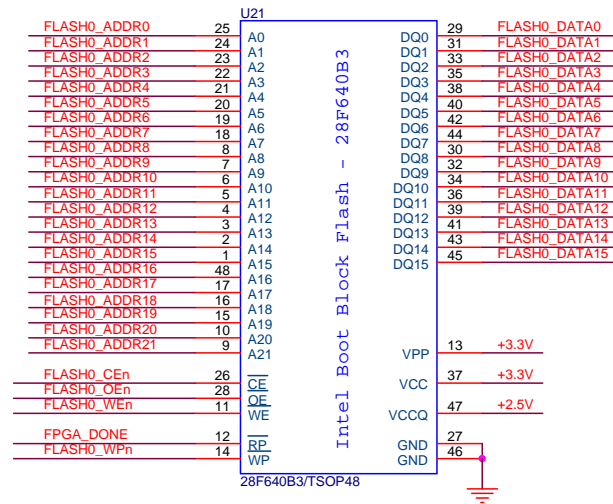 U21
FLASH0_ADDR0 25 A0 DQ0 29 FLASH0_DATA0
FLASH0_ADDR1 24 A1 DQ1 31 FLASH0_DATA1
FLASH0_ADDR2 23 A2 DQ2 33 FLASH0_DATA2
FLASH0_ADDR3 22 A3 DQ3 35 FLASH0_DATA3
FLASH0_ADDR4 21 A4 DQ4 38 FLASH0_DATA4
FLASH0_ADDR5 20 A5 DQ5 40 FLASH0_DATA5
FLASH0_ADDR6 19 A6 DQ6 42 FLASH0_DATA6
FLASH0_ADDR7 18 A7 DQ7 44 FLASH0_DATA7
FLASH0_ADDR8 8 A8 DQ8 30 FLASH0_DATA8
FLASH0_ADDR9 7 A9 DQ9 32 FLASH0_DATA9
FLASH0_ADDR10 6 A10 DQ10 34 FLASH0_DATA10
FLASH0_ADDR11 5 A11 DQ11 36 FLASH0_DATA11
FLASH0_ADDR12 4 A12 DQ12 39 FLASH0_DATA12
FLASH0_ADDR13 3 A13 DQ13 41 FLASH0_DATA13
FLASH0_ADDR14 2 A14 DQ14 43 FLASH0_DATA14
FLASH0_ADDR15 1 A15 DQ15 45 FLASH0_DATA15
FLASH0_ADDR16 48 A16
FLASH0_ADDR17 17 A17
FLASH0_ADDR18 16 A18
FLASH0_ADDR19 15 A19
FLASH0_ADDR20 10 A20
FLASH0_ADDR21 9 A21 VPP 13 +3.3V
FLASH0_CEn 26 CE VCC 37 +3.3V
FLASH0_OEn 28 OE
FLASH0_WEn 11 WE VCCQ 47 +2.5V
FPGA_DONE 12 RP GND 27
FLASH0_WPn 14 WP GND 46
Intel Boot Block Flash - 28F640B3
28F640B3/TSOP48